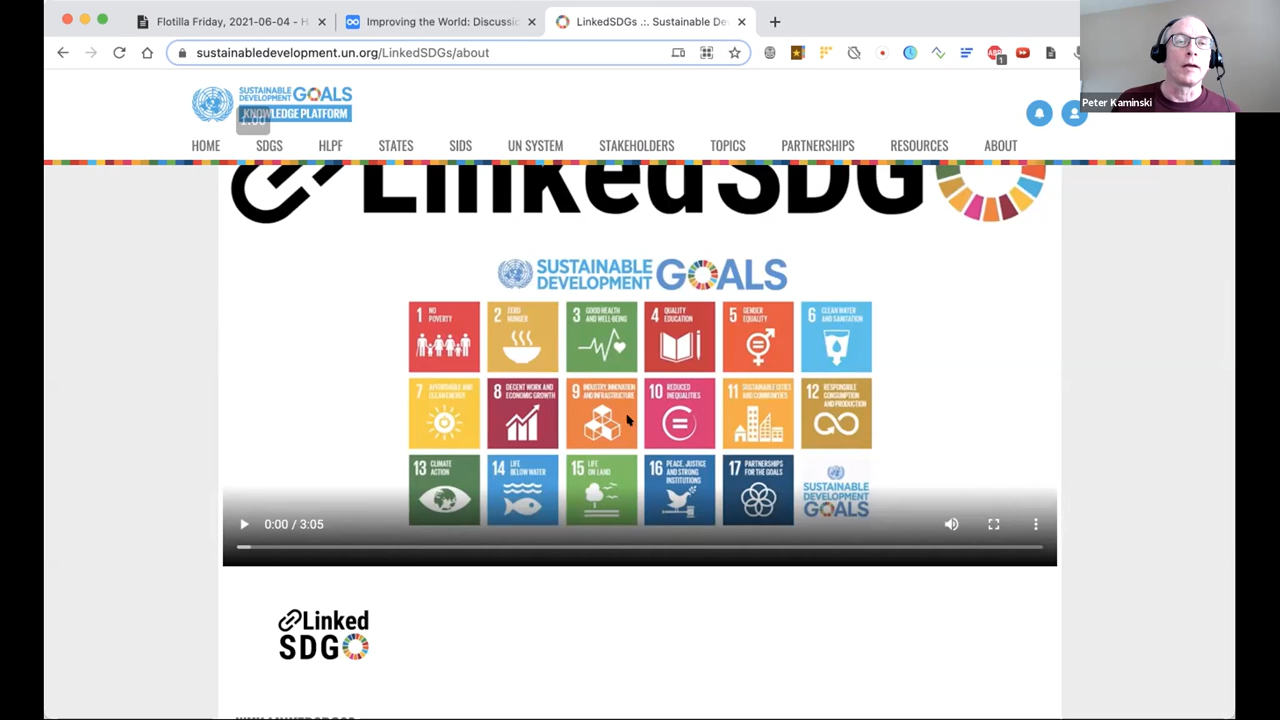 Flotilla Friday, 2021-06-04 - H
Improving the World: Discussio
LinkedSDGs .:. Sustainable De
sustainabledevelopment.un.org/LinkedSDGs/about
1
Peter Kaminski
SUSTAINABLE DEVELOPMENT GOALS
KNOWLEDGE PLATFORM
1.00
HOME SDGS HLPF STATES SIDS UN SYSTEM STAKEHOLDERS TOPICS PARTNERSHIPS RESOURCES ABOUT
LinkedSDG
SUSTAINABLE DEVELOPMENT GOALS
1 NO POVERTY
2 ZERO HUNGER
3 GOOD HEALTH AND WELL-BEING
4 QUALITY EDUCATION
5 GENDER EQUALITY
6 CLEAN WATER AND SANITATION
7 AFFORDABLE AND CLEAN ENERGY
8 DECENT WORK AND ECONOMIC GROWTH
9 INDUSTRY, INNOVATION AND INFRASTRUCTURE
10 REDUCED INEQUALITIES
11 SUSTAINABLE CITIES AND COMMUNITIES
12 RESPONSIBLE CONSUMPTION AND PRODUCTION
13 CLIMATE ACTION
14 LIFE BELOW WATER
15 LIFE ON LAND
16 PEACE, JUSTICE AND STRONG INSTITUTIONS
17 PARTNERSHIPS FOR THE GOALS
SUSTAINABLE DEVELOPMENT GOALS
0:00 / 3:05
Linked
SDG